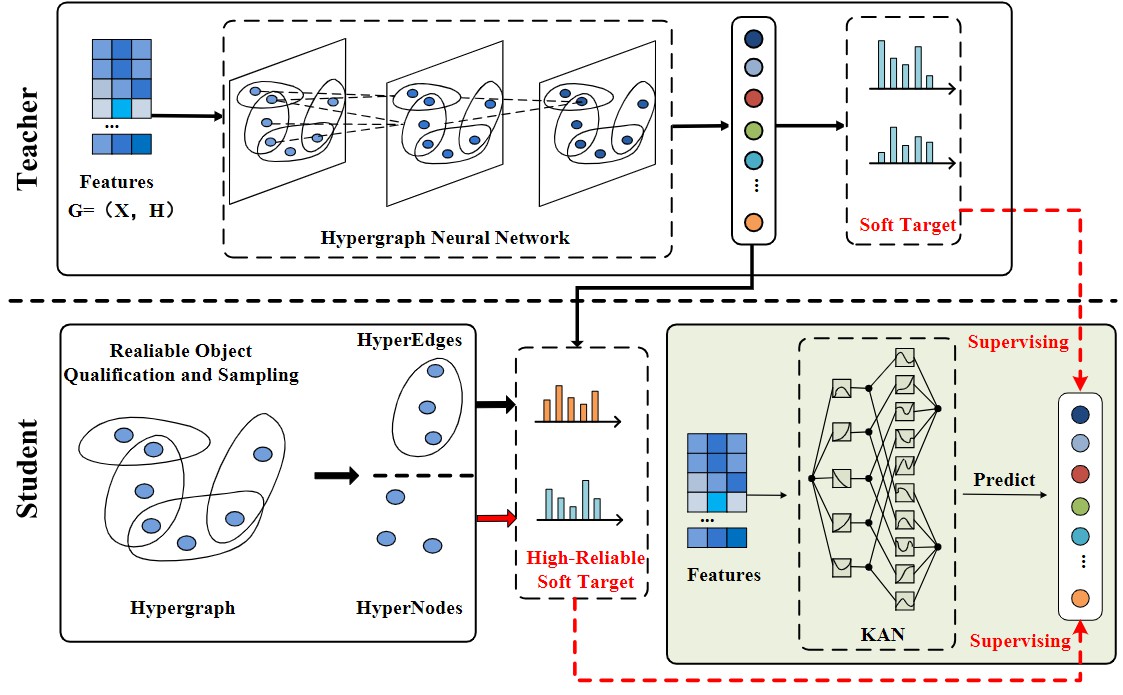 Teacher
Features
G=（X，H）
Hypergraph Neural Network
Soft Target
Student
Realiable Object
Qualification and Sampling
HyperEdges
Hypergraph
HyperNodes
High-Reliable
Soft Target
Supervising
Features
KAN
Predict
Supervising